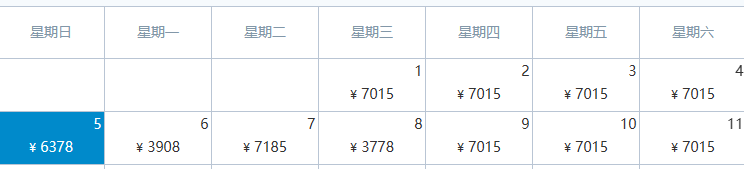 星期日 星期一 星期二 星期三 星期四 星期五 星期六
1 2 3 4
¥ 7015 ¥ 7015 ¥ 7015 ¥ 7015
5 6 7 8 9 10 11
¥ 6378 ¥ 3908 ¥ 7185 ¥ 3778 ¥ 7015 ¥ 7015 ¥ 7015